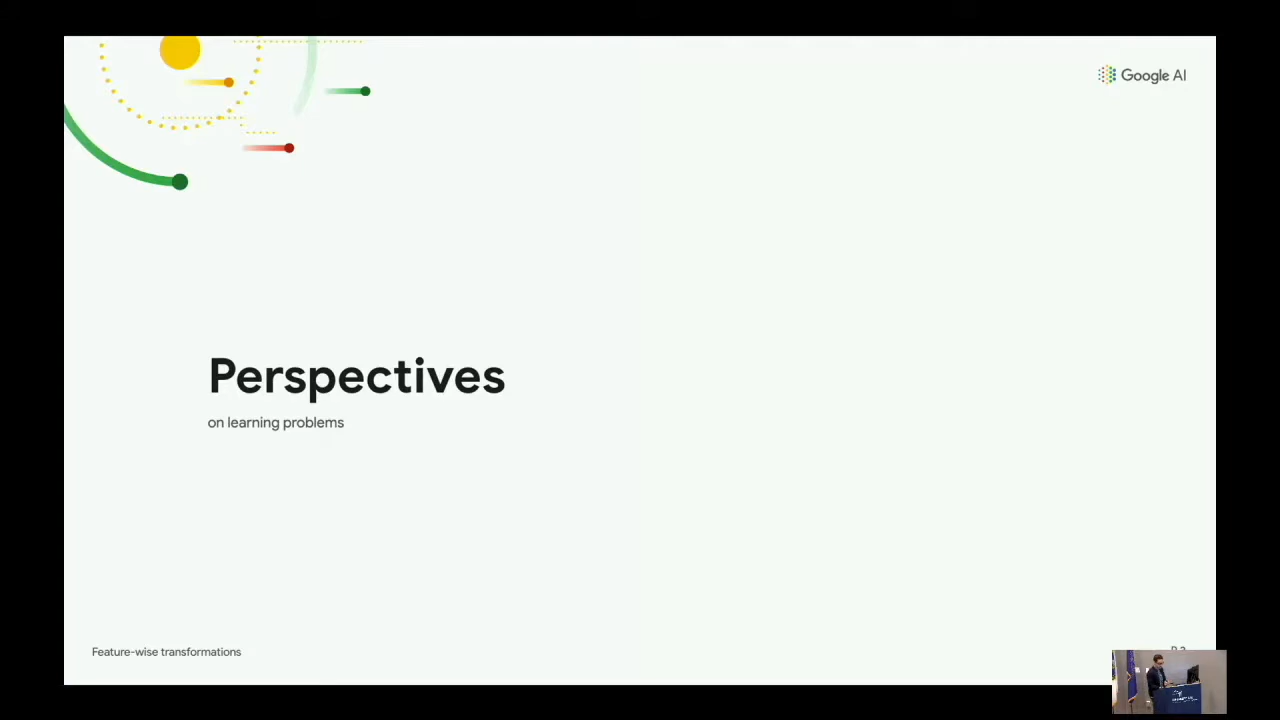 Google AI
Perspectives
on learning problems
Feature-wise transformations